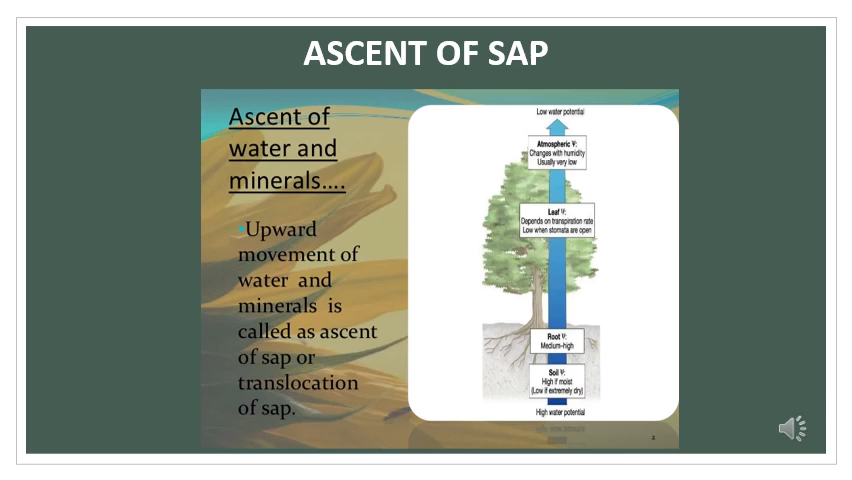 ASCENT OF SAP
Ascent of
water and
minerals....
•Upward
movement of
water and
minerals is
called as ascent
of sap or
translocation
of sap.
Low water potential
Atmospheric Ψ:
Changes with humidity
Usually very low
Leaf Ψ:
Depends on transpiration rate
Low when stomata are open
Root Ψ:
Medium-high
Soil Ψ:
High if moist
(Low if extremely dry)
High water potential
2